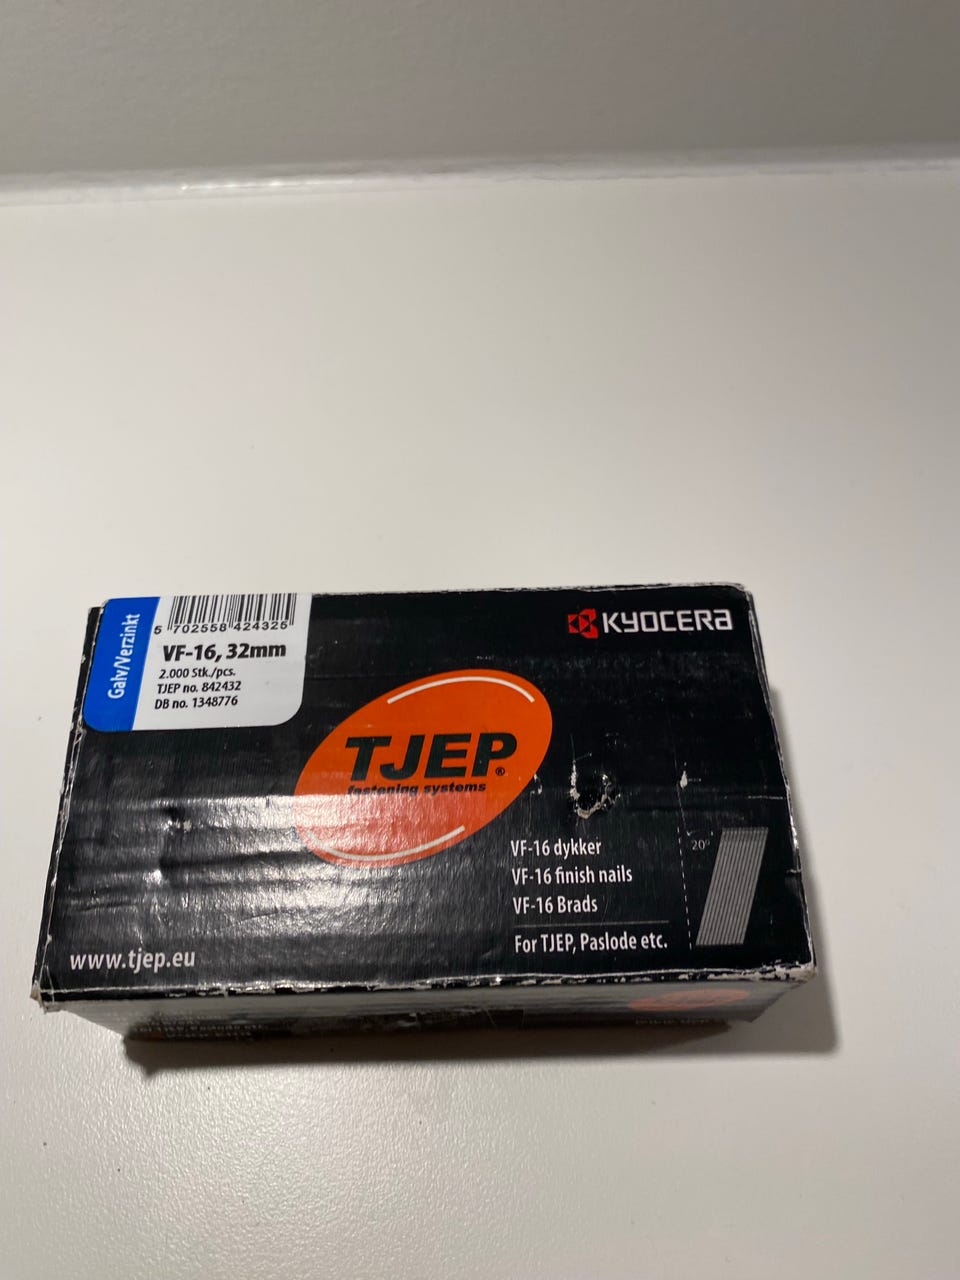 Galv/Verzinkt
5 702558 424325
VF-16, 32mm
2.000 Stk./pcs.
TJEP no. 842432
DB no. 1348776
KYOCERA
TJEP®
fastening systems
VF-16 dykker
VF-16 finish nails
VF-16 Brads
For TJEP, Paslode etc.
20°
www.tjep.eu